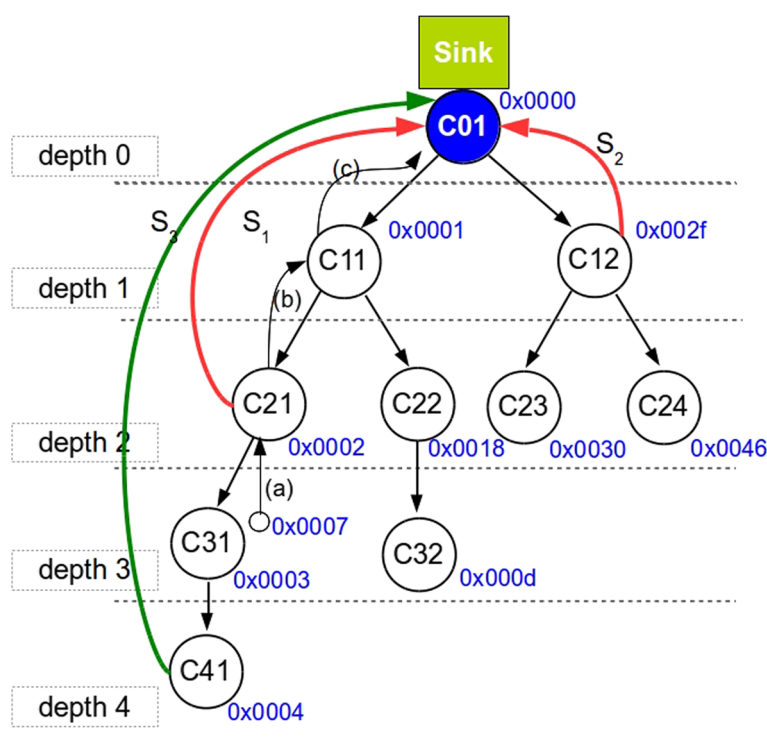 Sink
0x0000
C01
S2
depth 0
(c)
S3
S1
0x0001
0x002f
C11
C12
depth 1
(b)
C21
C22
C23
C24
depth 2
0x0002
0x0018
0x0030
0x0046
(a)
0x0007
C31
C32
depth 3
0x0003
0x000d
C41
depth 4
0x0004